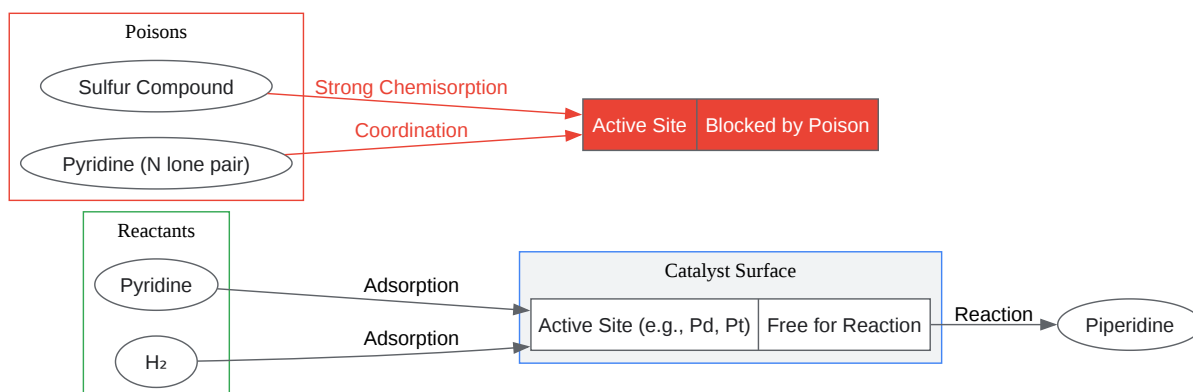 Poisons
Sulfur Compound
Strong Chemisorption
Active Site
Blocked by Poison
Coordination
Pyridine (N lone pair)
Reactants
Pyridine
Adsorption
Catalyst Surface
Active Site (e.g., Pd, Pt)
Free for Reaction
Reaction
Piperidine
Adsorption
H₂